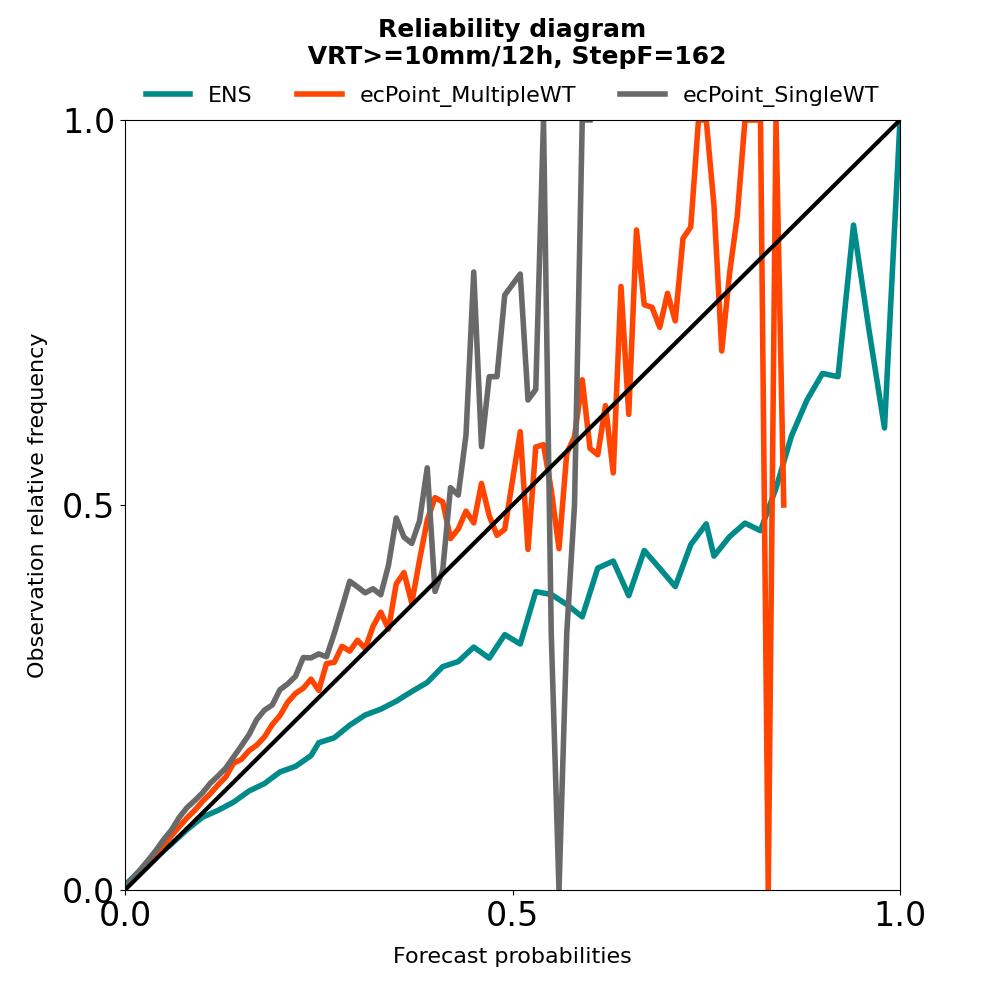 Reliability diagram
VRT>=10mm/12h, StepF=162
ENS ecPoint_MultipleWT ecPoint_SingleWT
1.0
0.5
0.0
0.0 0.5 1.0
Observation relative frequency
Forecast probabilities